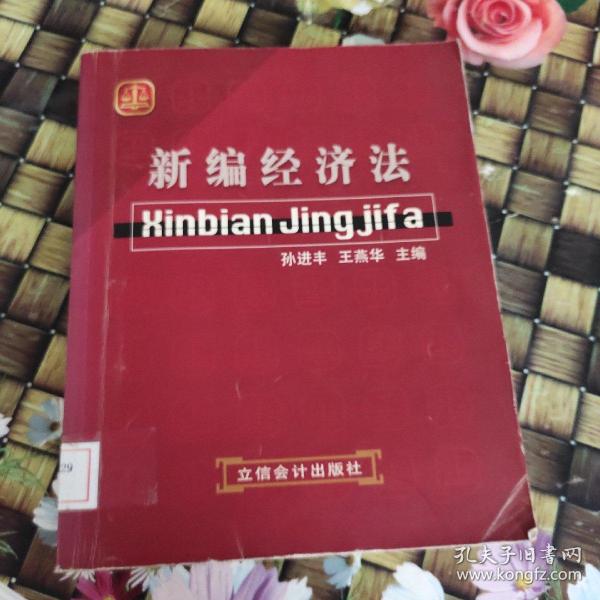 新编经济法
Xinbian Jingjifa
孙进丰 王燕华 主编
29
立信会计出版社
孔夫子旧书网
www.kongfz.com